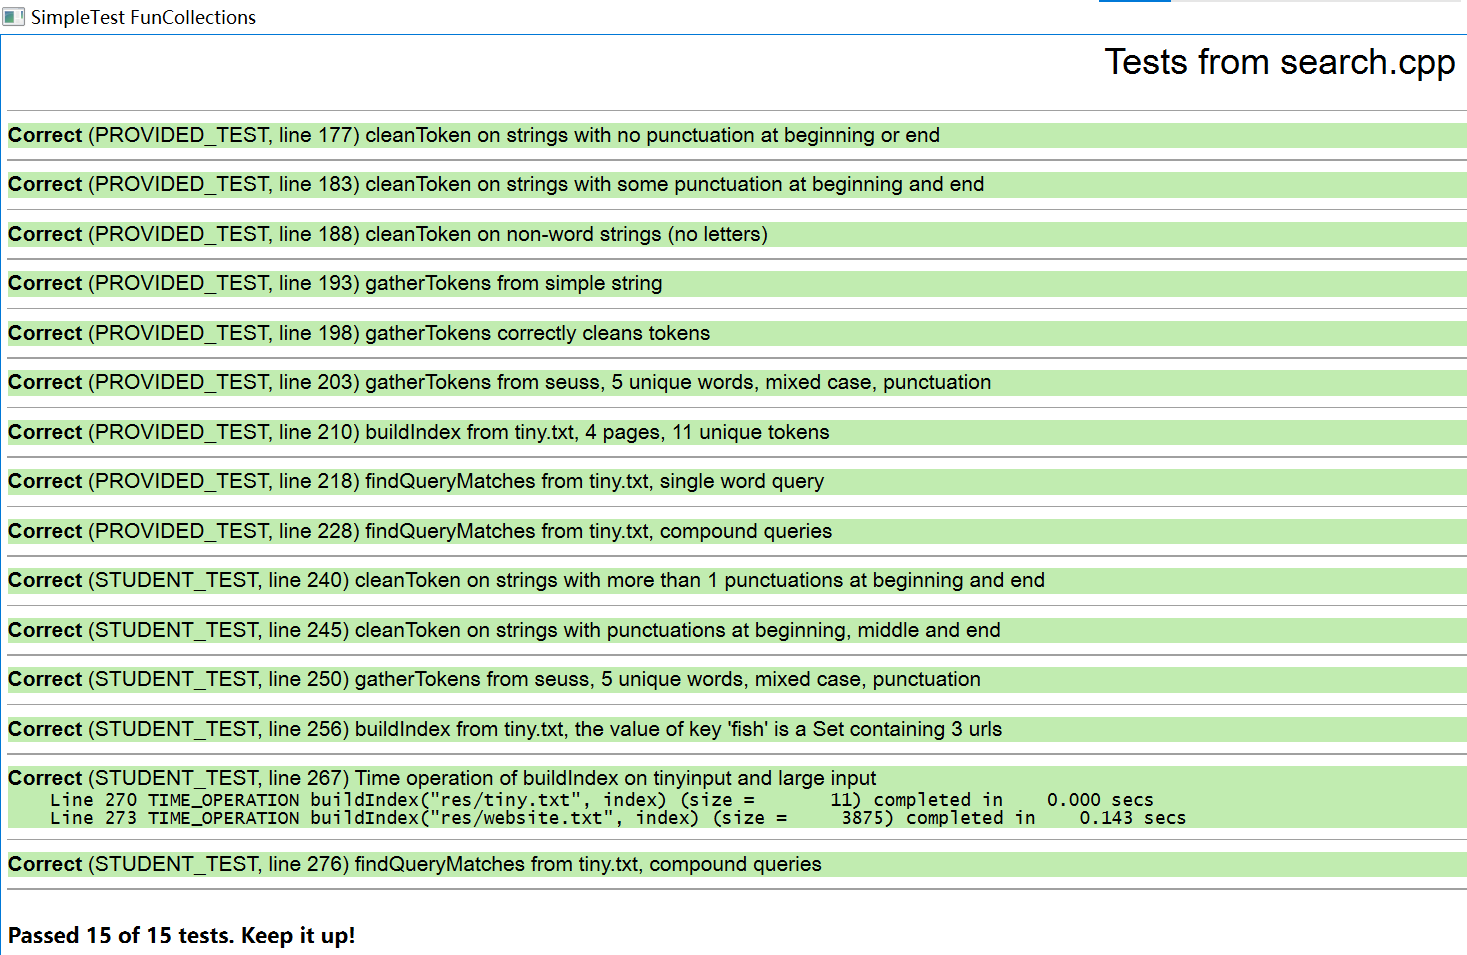 SimpleTest FunCollections
Tests from search.cpp
Correct (PROVIDED_TEST, line 177) cleanToken on strings with no punctuation at beginning or end
Correct (PROVIDED_TEST, line 183) cleanToken on strings with some punctuation at beginning and end
Correct (PROVIDED_TEST, line 188) cleanToken on non-word strings (no letters)
Correct (PROVIDED_TEST, line 193) gatherTokens from simple string
Correct (PROVIDED_TEST, line 198) gatherTokens correctly cleans tokens
Correct (PROVIDED_TEST, line 203) gatherTokens from seuss, 5 unique words, mixed case, punctuation
Correct (PROVIDED_TEST, line 210) buildIndex from tiny.txt, 4 pages, 11 unique tokens
Correct (PROVIDED_TEST, line 218) findQueryMatches from tiny.txt, single word query
Correct (PROVIDED_TEST, line 228) findQueryMatches from tiny.txt, compound queries
Correct (STUDENT_TEST, line 240) cleanToken on strings with more than 1 punctuations at beginning and end
Correct (STUDENT_TEST, line 245) cleanToken on strings with punctuations at beginning, middle and end
Correct (STUDENT_TEST, line 250) gatherTokens from seuss, 5 unique words, mixed case, punctuation
Correct (STUDENT_TEST, line 256) buildIndex from tiny.txt, the value of key 'fish' is a Set containing 3 urls
Correct (STUDENT_TEST, line 267) Time operation of buildIndex on tinyinput and large input
Line 270 TIME_OPERATION buildIndex("res/tiny.txt", index) (size =       11) completed in    0.000 secs
Line 273 TIME_OPERATION buildIndex("res/website.txt", index) (size =     3875) completed in    0.143 secs
Correct (STUDENT_TEST, line 276) findQueryMatches from tiny.txt, compound queries
Passed 15 of 15 tests. Keep it up!